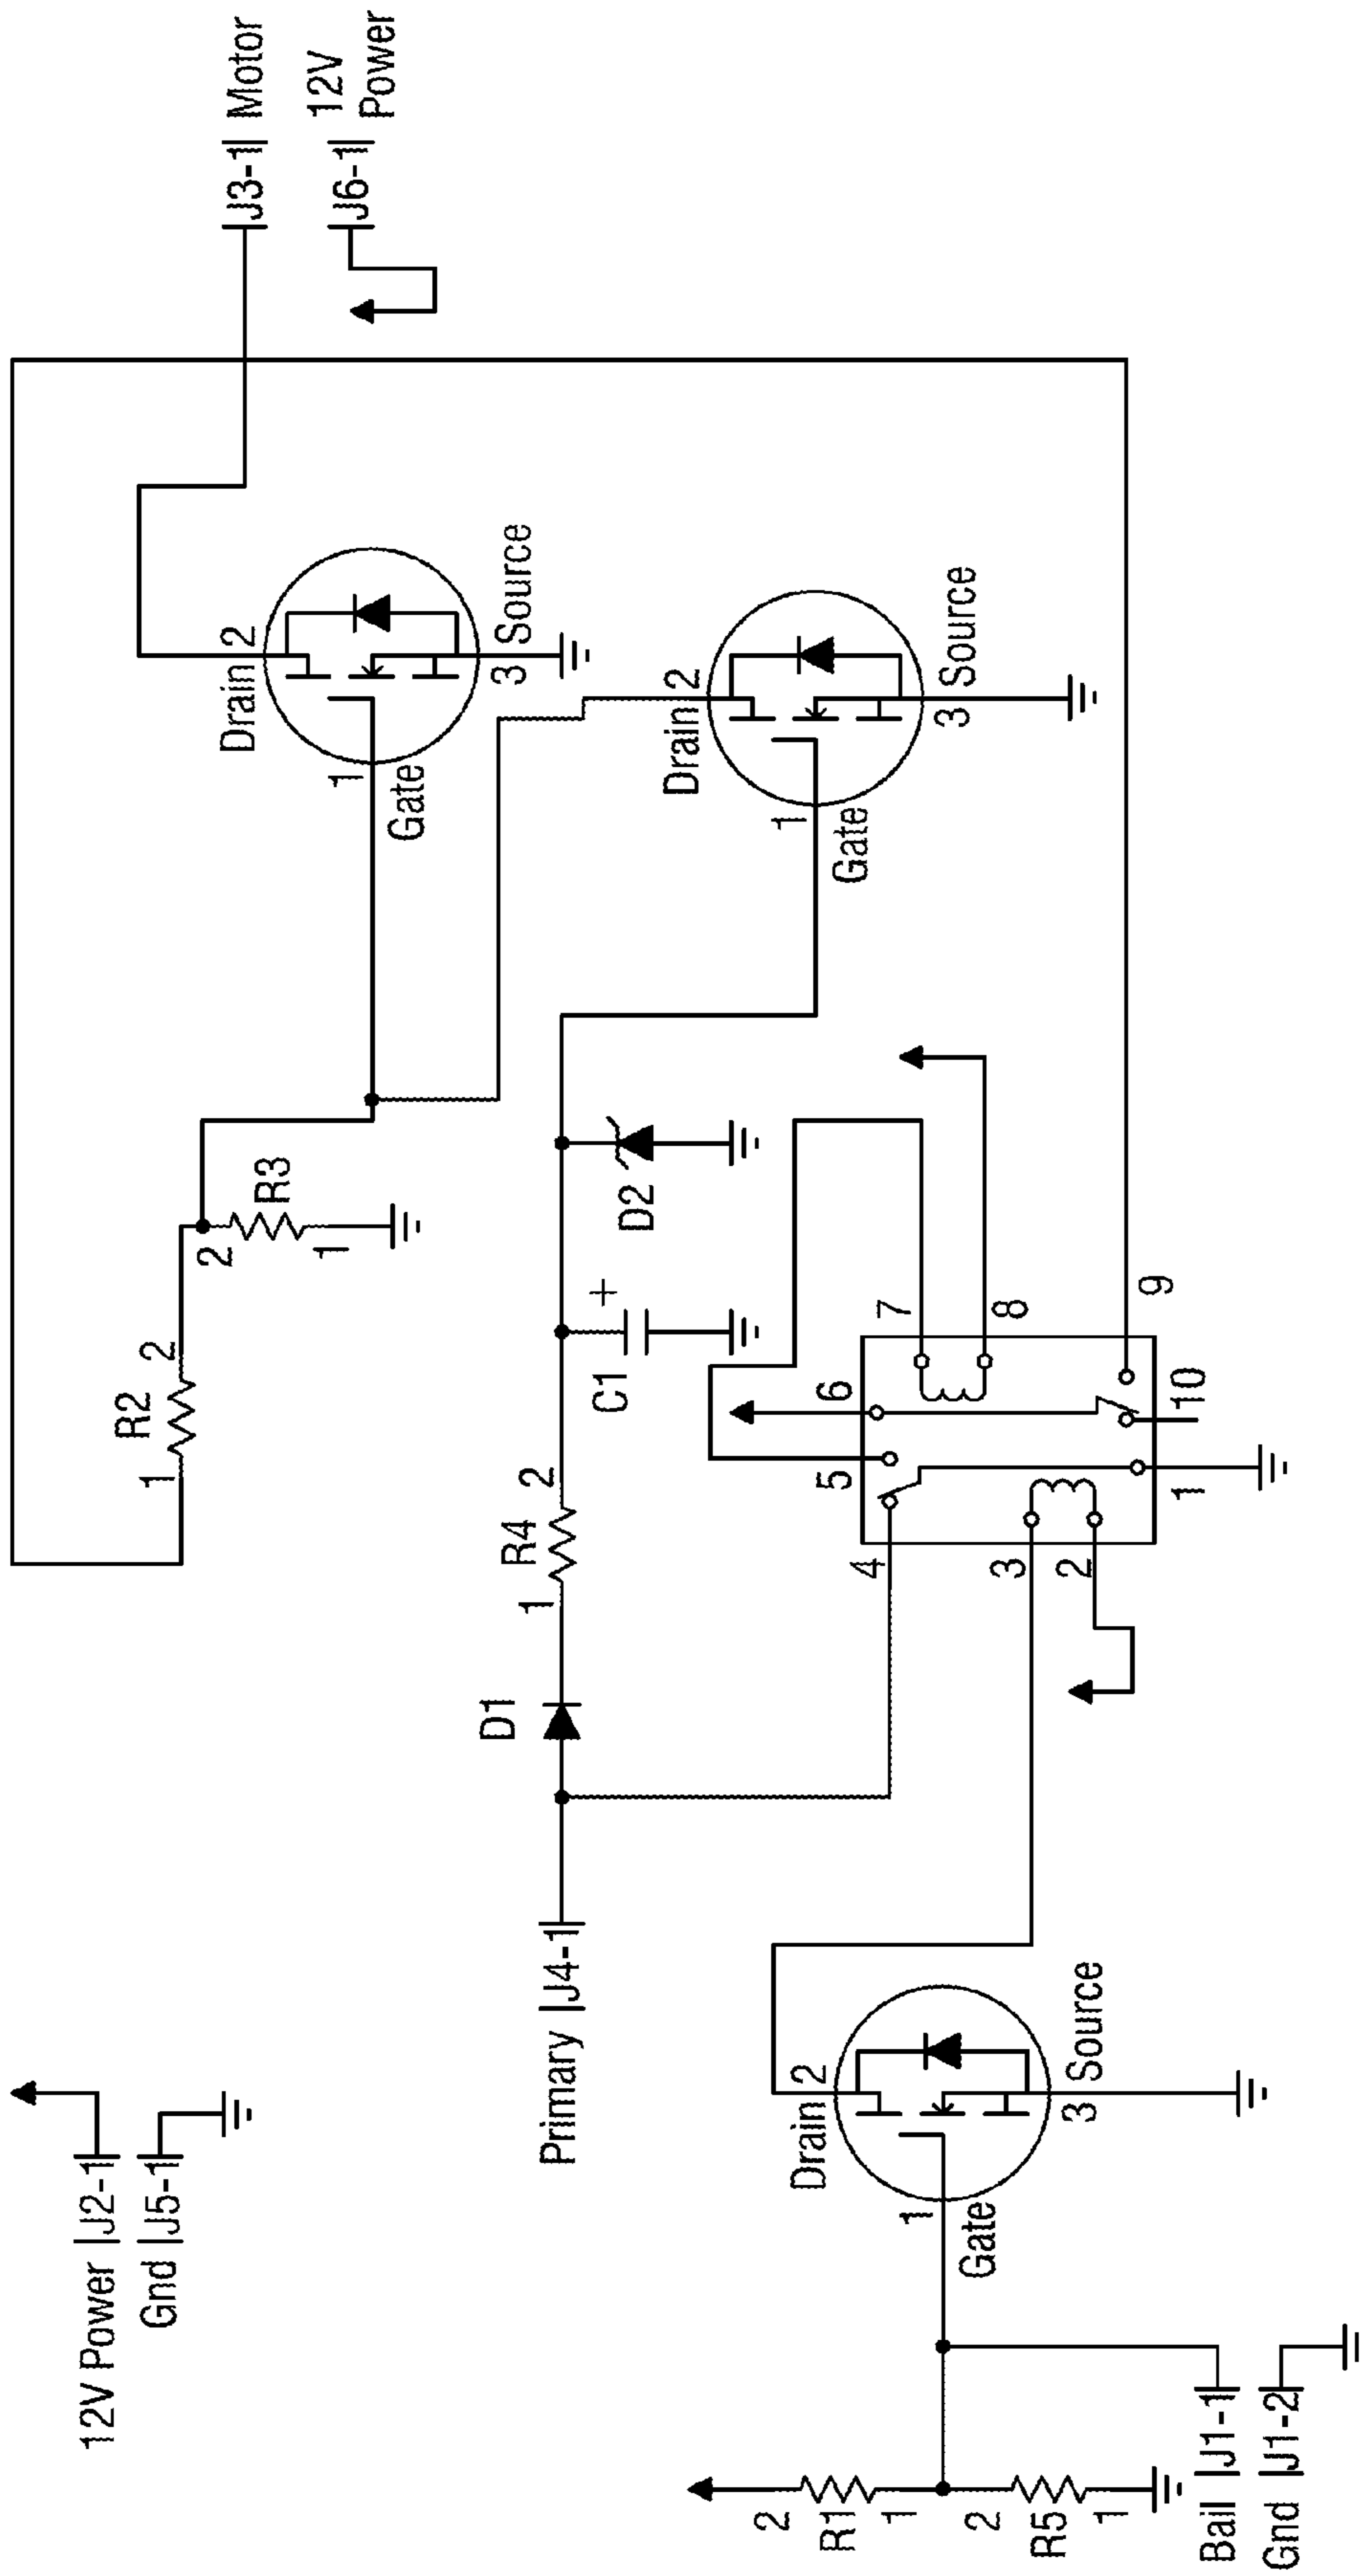 12V Power J2-1
Gnd J5-1
Primary J4-1
D1
1 R4 2
C1
+
D2
1 R2 2
2
R3
1
Drain 2
1
Gate
3 Source
J3-1 Motor
J6-1 12V
Power
Drain 2
1
Gate
3 Source
4
5
6
7
3
8
2
1
10
9
Drain 2
1
Gate
3 Source
2
R1
1
2
R5
1
Bail J1-1
Gnd J1-2